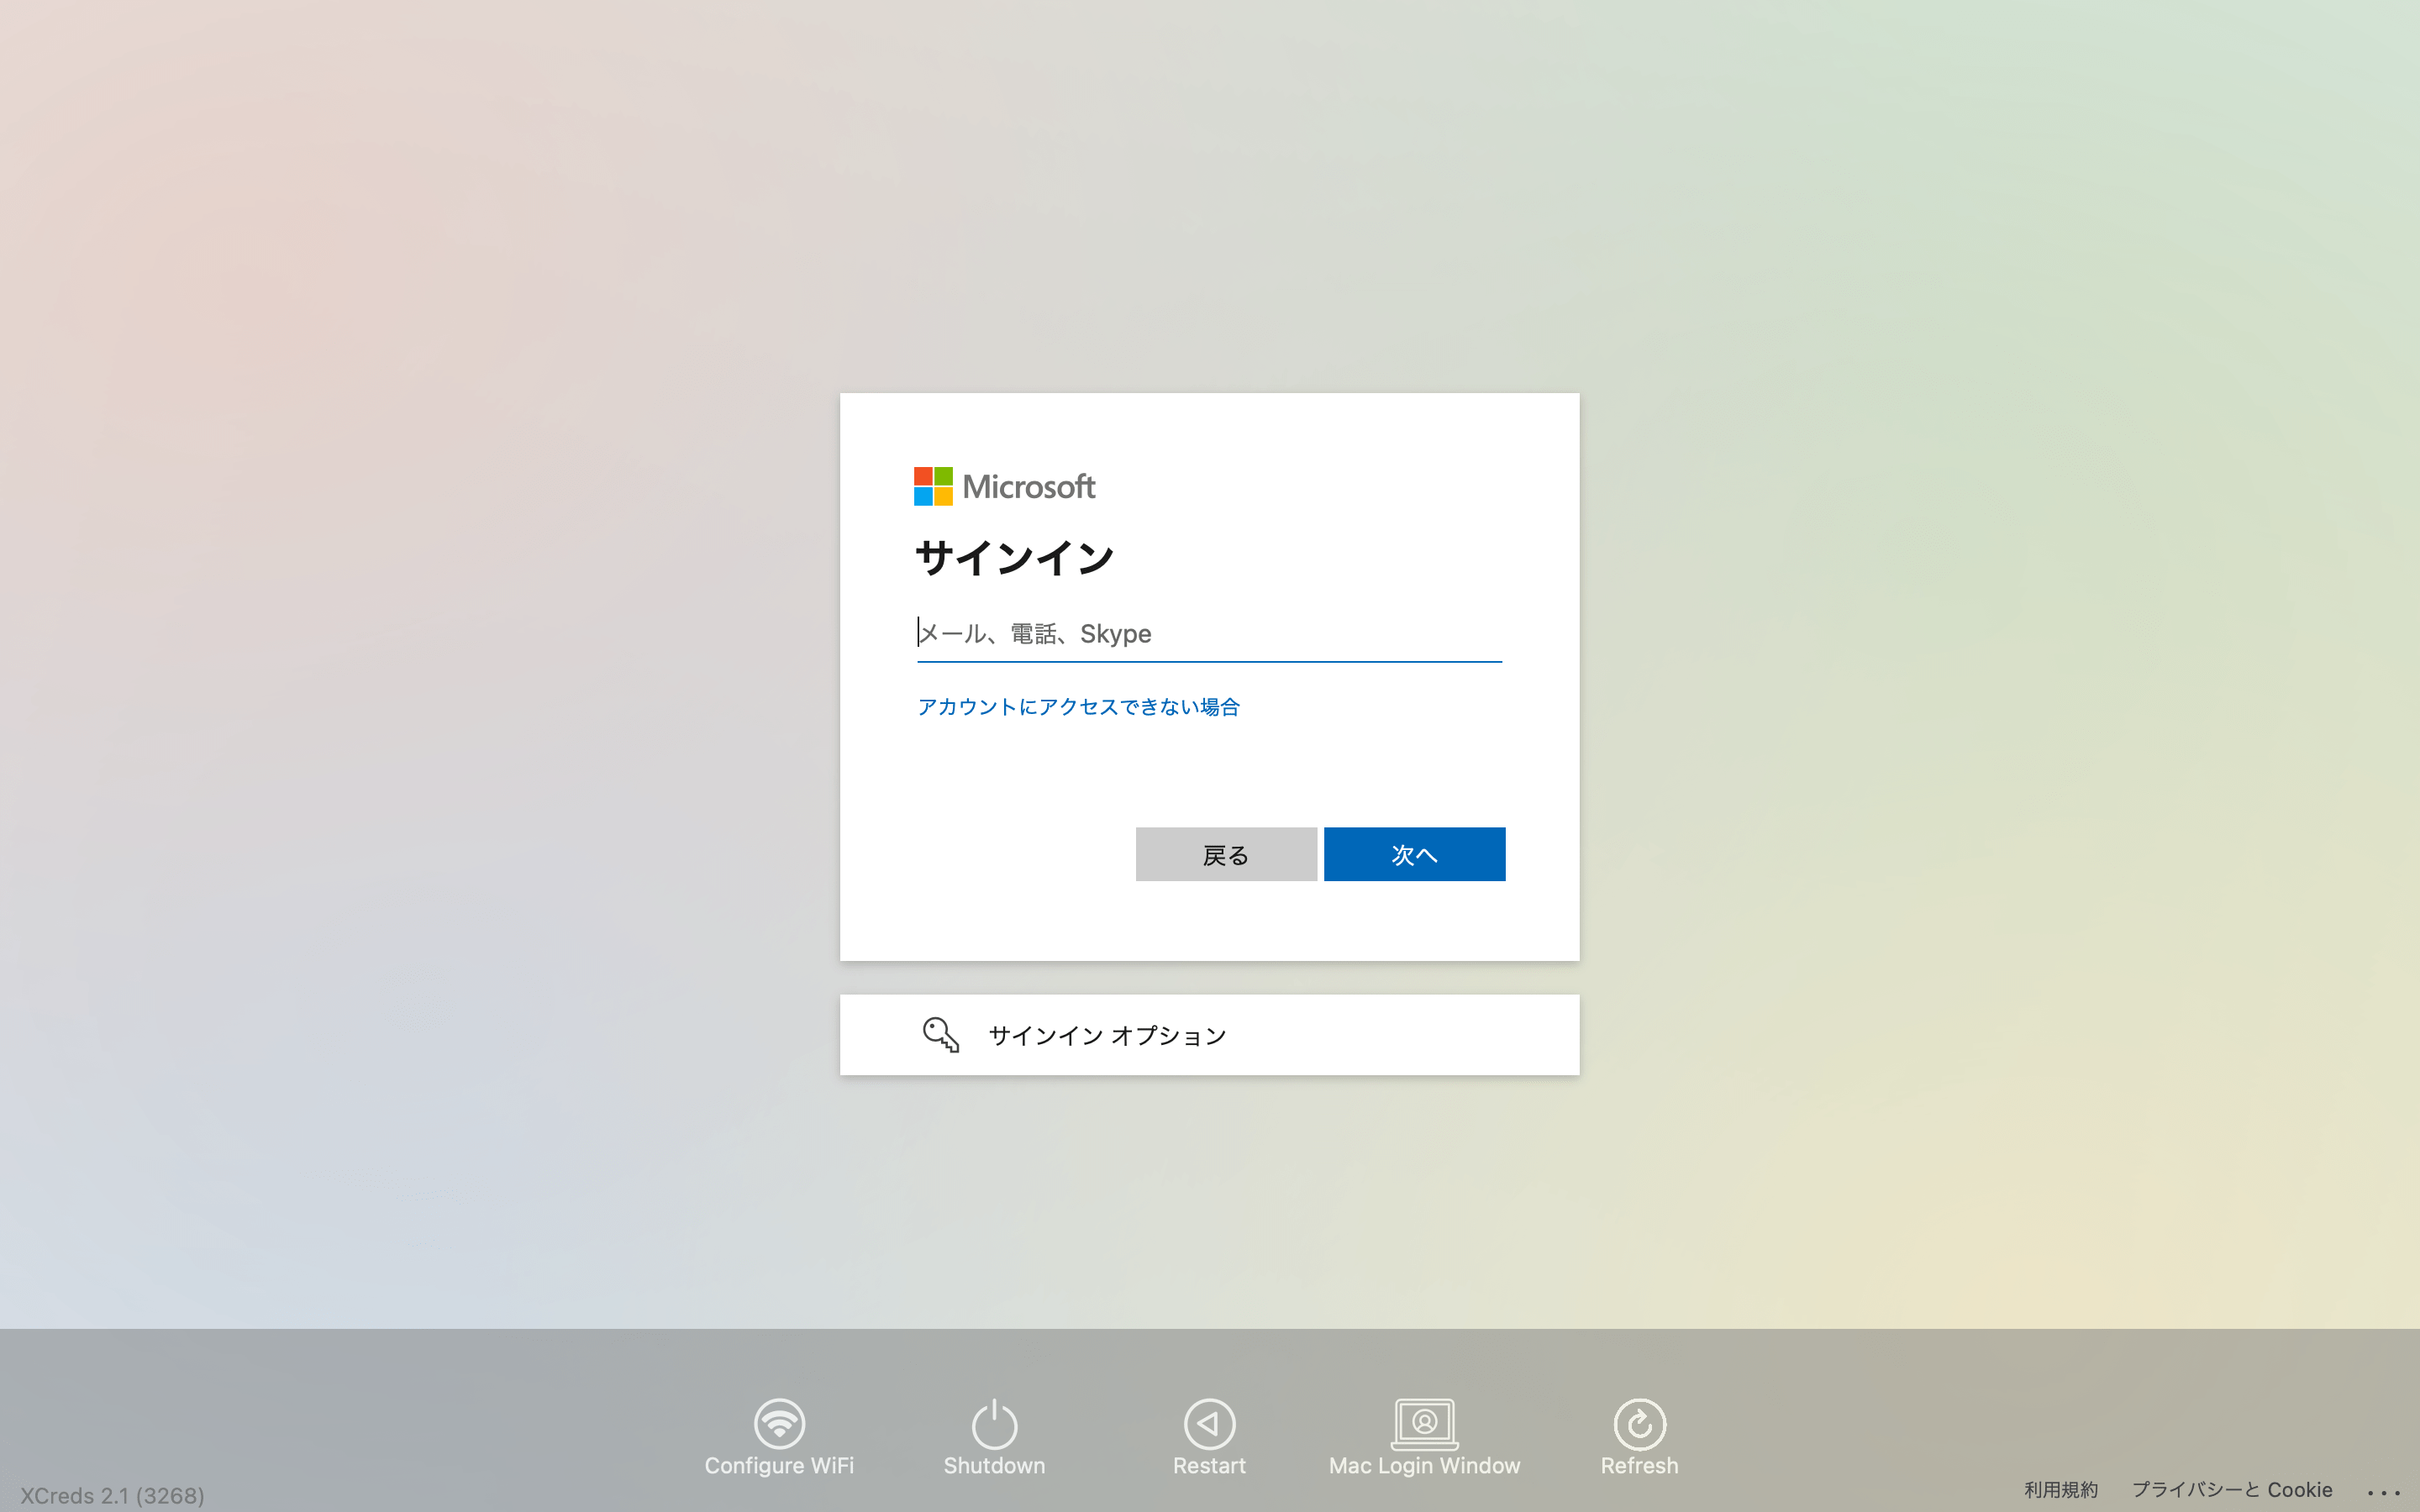 Microsoft
サインイン
メール、電話、Skype
アカウントにアクセスできない場合
戻る 次へ
サインイン オプション
Configure WiFi Shutdown Restart Mac Login Window Refresh
XCreds 2.1 (3268) 利用規約 プライバシーと Cookie ...